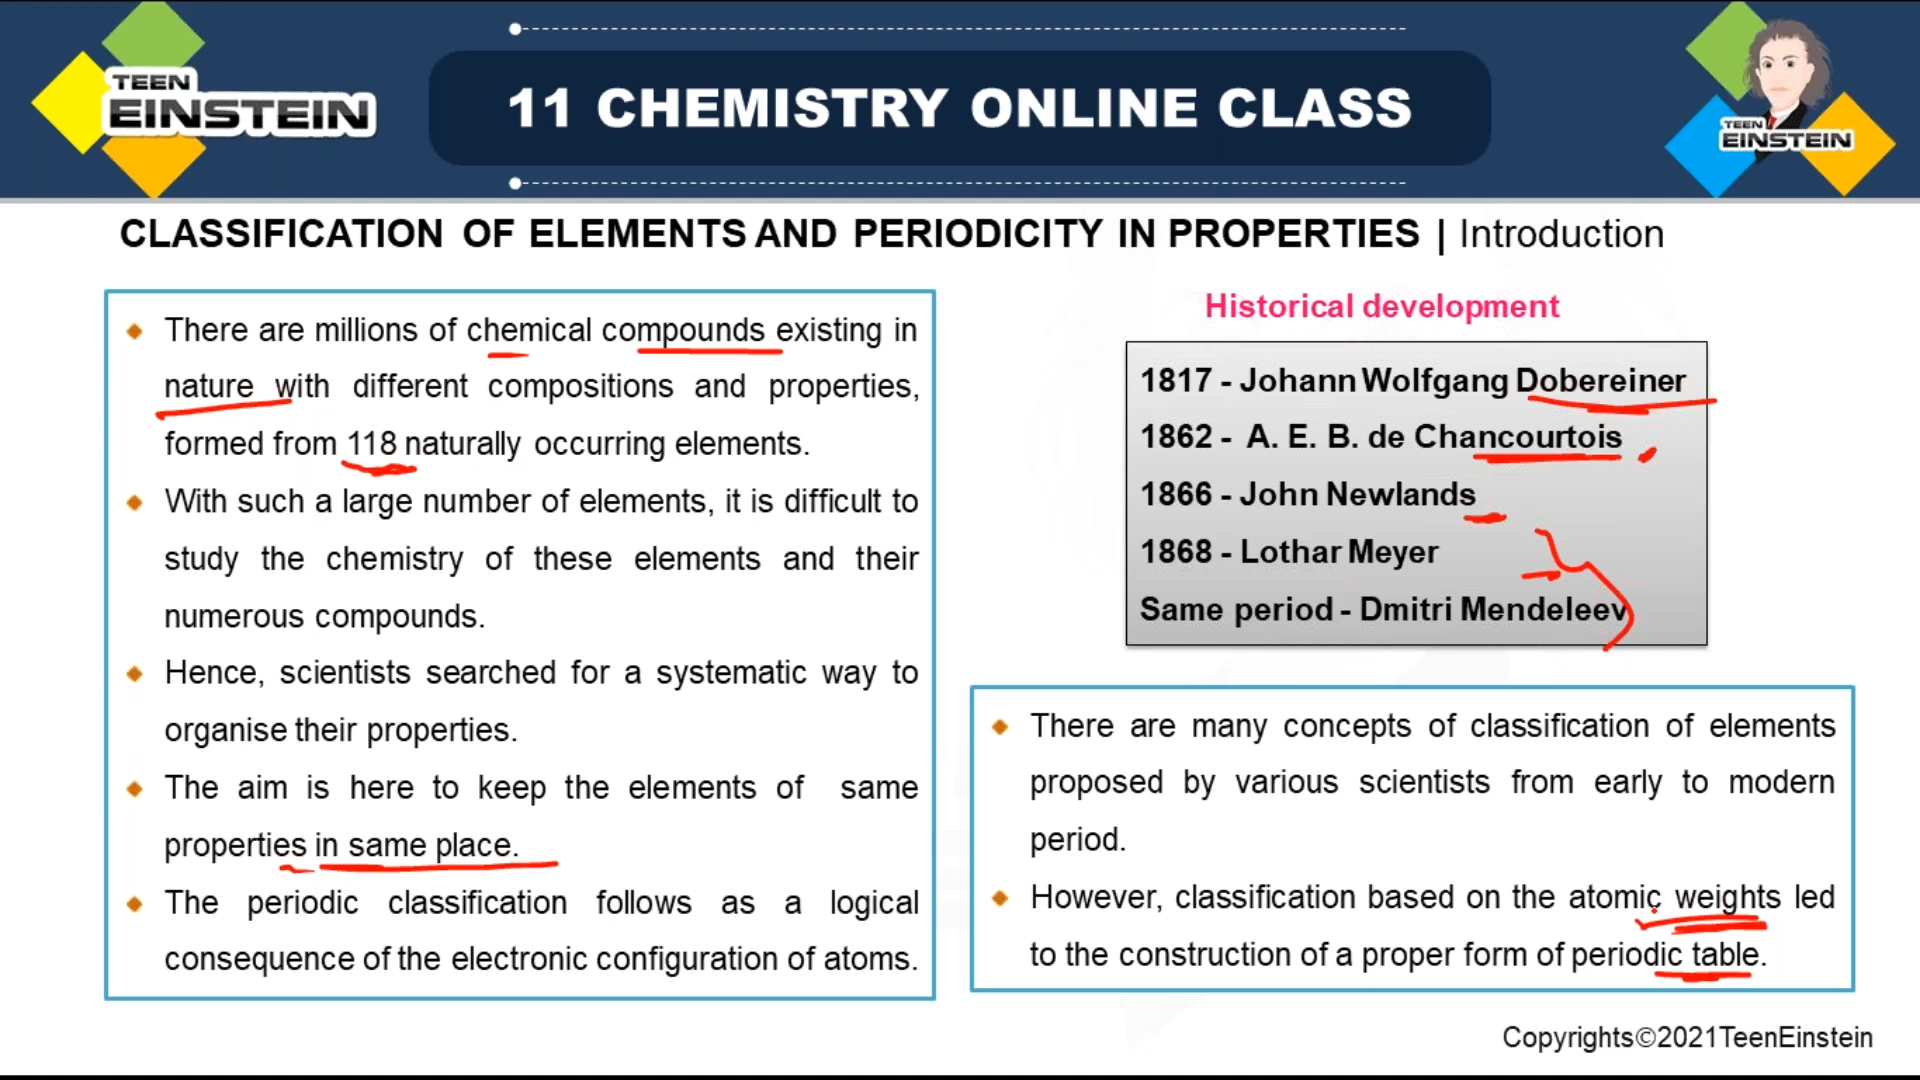 TEEN
EINSTEIN
11 CHEMISTRY ONLINE CLASS
TEEN
EINSTEIN
CLASSIFICATION OF ELEMENTS AND PERIODICITY IN PROPERTIES | Introduction
There are millions of chemical compounds existing in
nature with different compositions and properties,
formed from 118 naturally occurring elements.
With such a large number of elements, it is difficult to
study the chemistry of these elements and their
numerous compounds.
Hence, scientists searched for a systematic way to
organise their properties.
The aim is here to keep the elements of same
properties in same place.
The periodic classification follows as a logical
consequence of the electronic configuration of atoms.
Historical development
1817 - Johann Wolfgang Dobereiner
1862 - A. E. B. de Chancourtois
1866 - John Newlands
1868 - Lothar Meyer
Same period - Dmitri Mendeleev
There are many concepts of classification of elements
proposed by various scientists from early to modern
period.
However, classification based on the atomic weights led
to the construction of a proper form of periodic table.
Copyrights©2021TeenEinstein